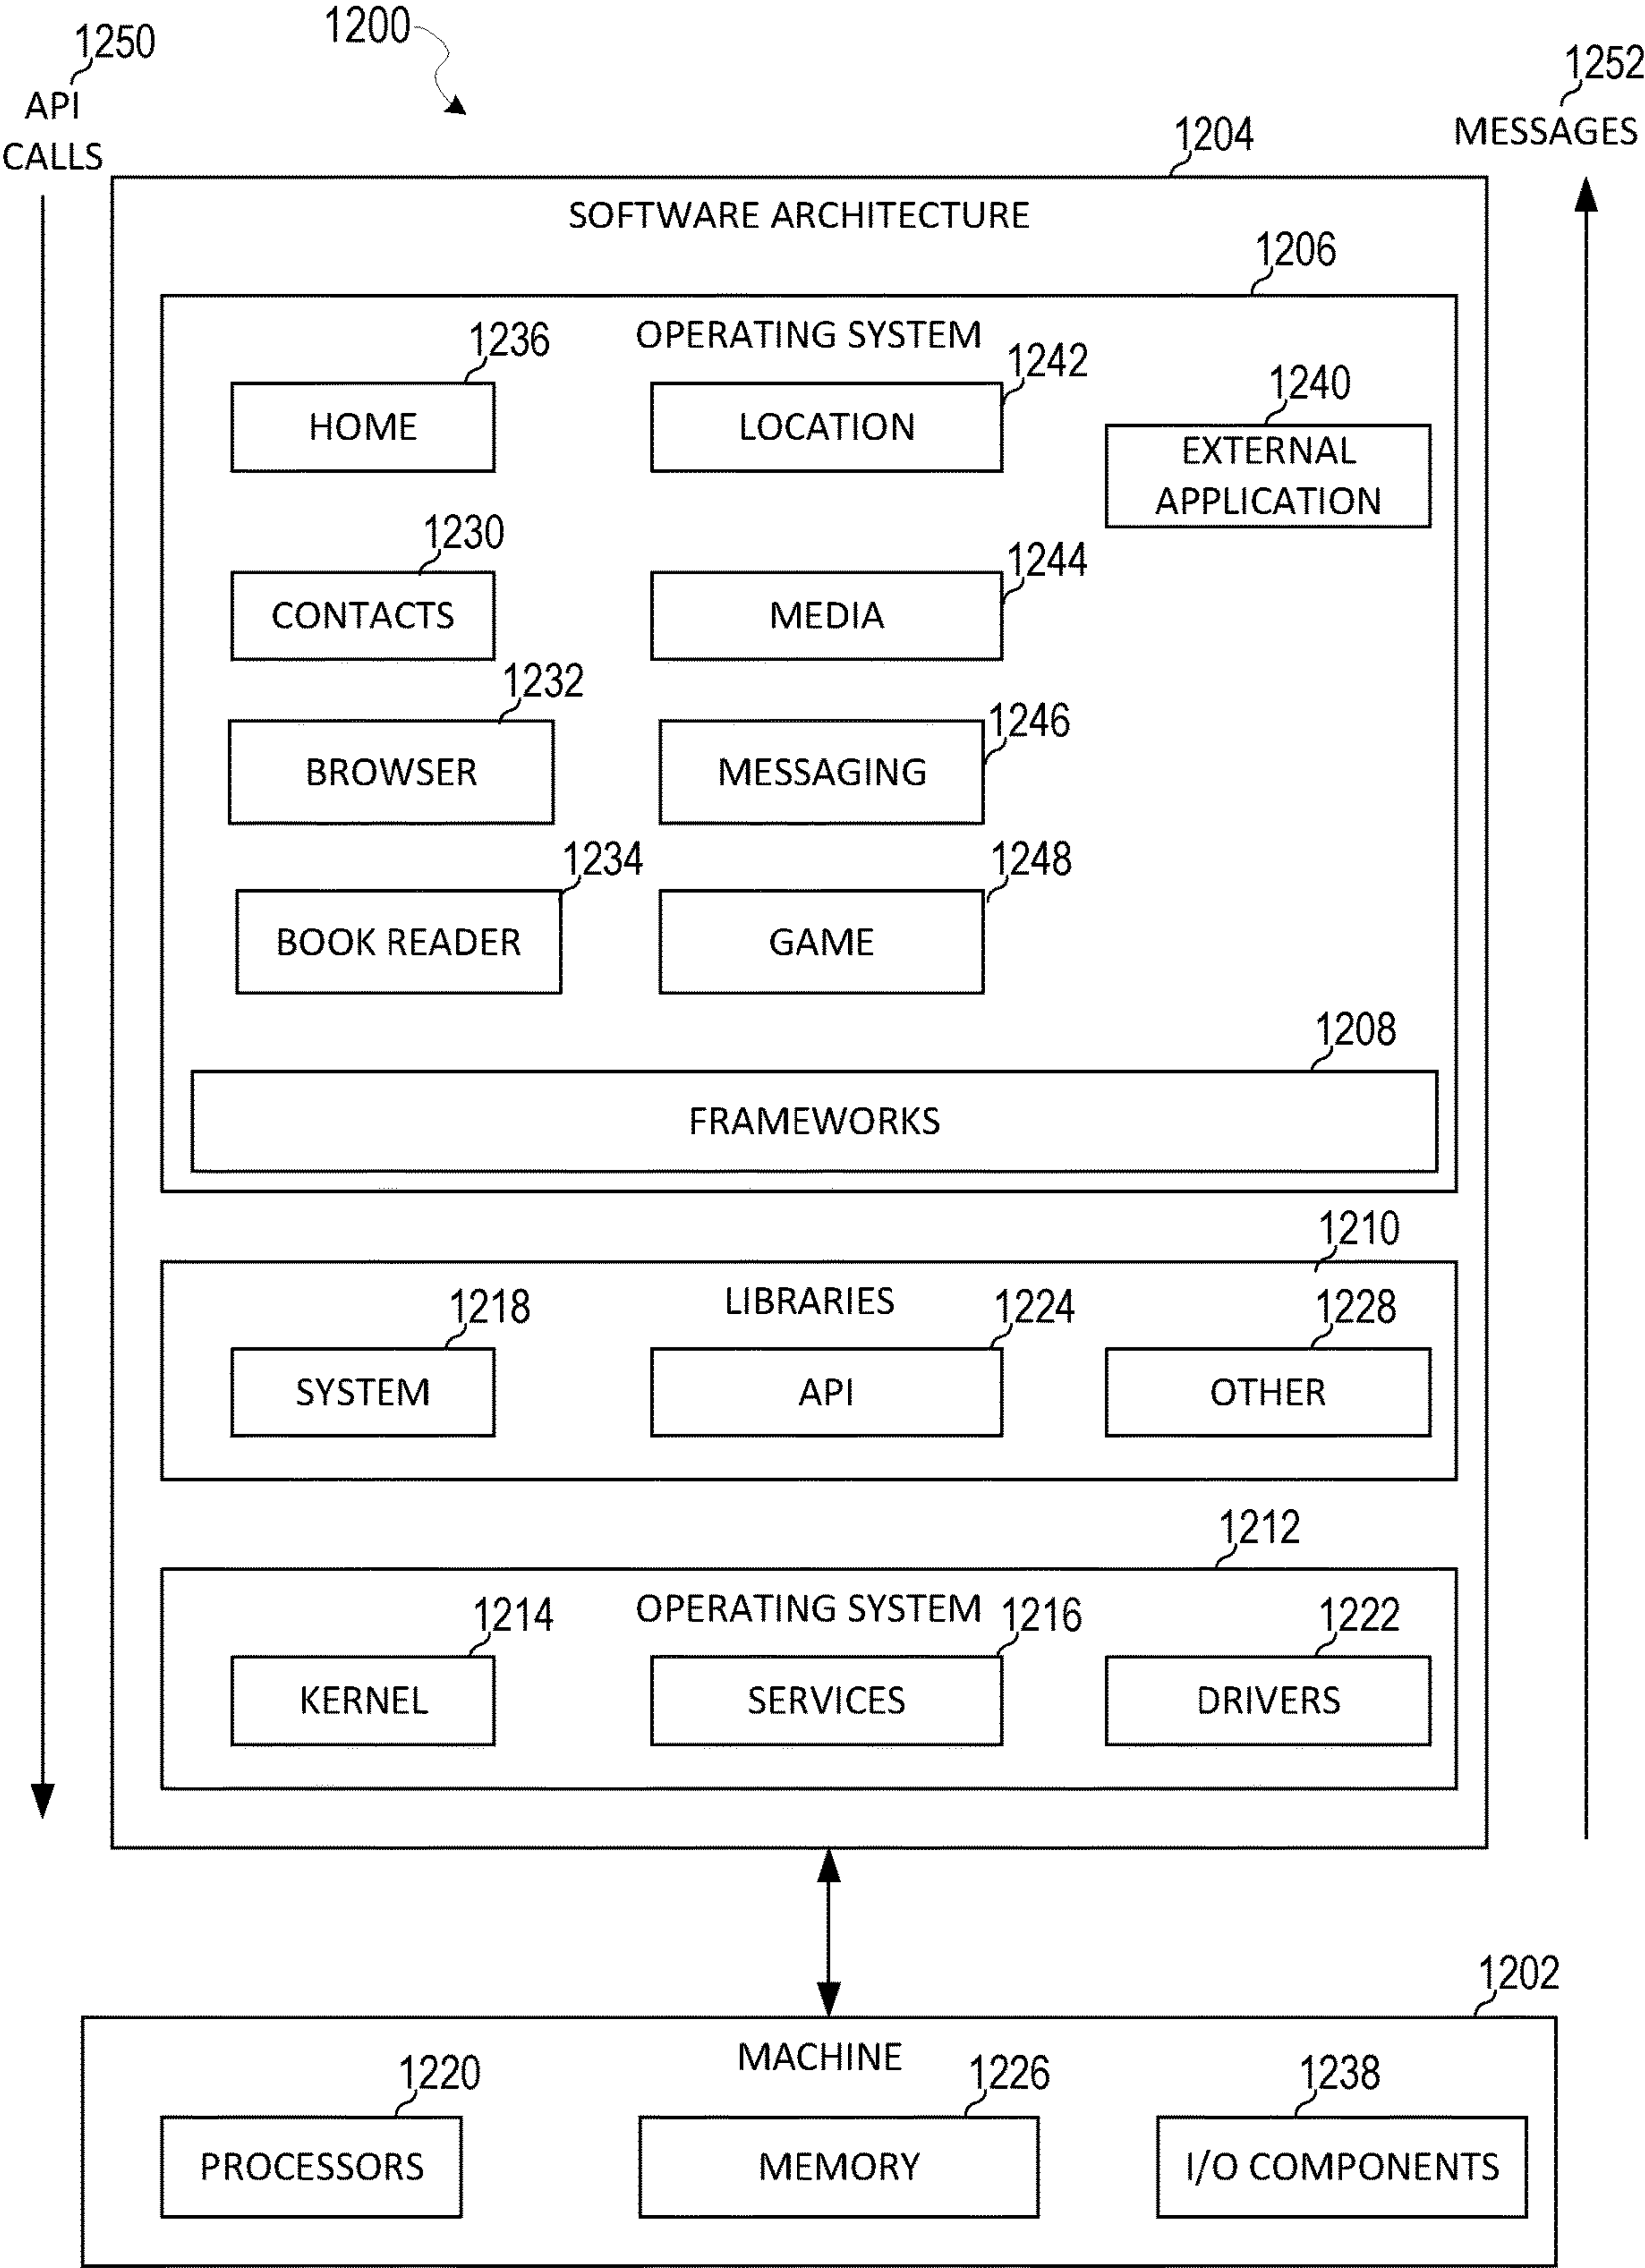 1200
1250
API
CALLS
1252
MESSAGES
1204
SOFTWARE ARCHITECTURE
1206
OPERATING SYSTEM
1236
HOME
1242
LOCATION
1240
EXTERNAL
APPLICATION
1230
CONTACTS
1244
MEDIA
1232
BROWSER
1246
MESSAGING
1234
BOOK READER
1248
GAME
1208
FRAMEWORKS
1210
LIBRARIES
1218
SYSTEM
1224
API
1228
OTHER
1212
OPERATING SYSTEM
1214
KERNEL
1216
SERVICES
1222
DRIVERS
1202
MACHINE
1220
PROCESSORS
1226
MEMORY
1238
I/O COMPONENTS